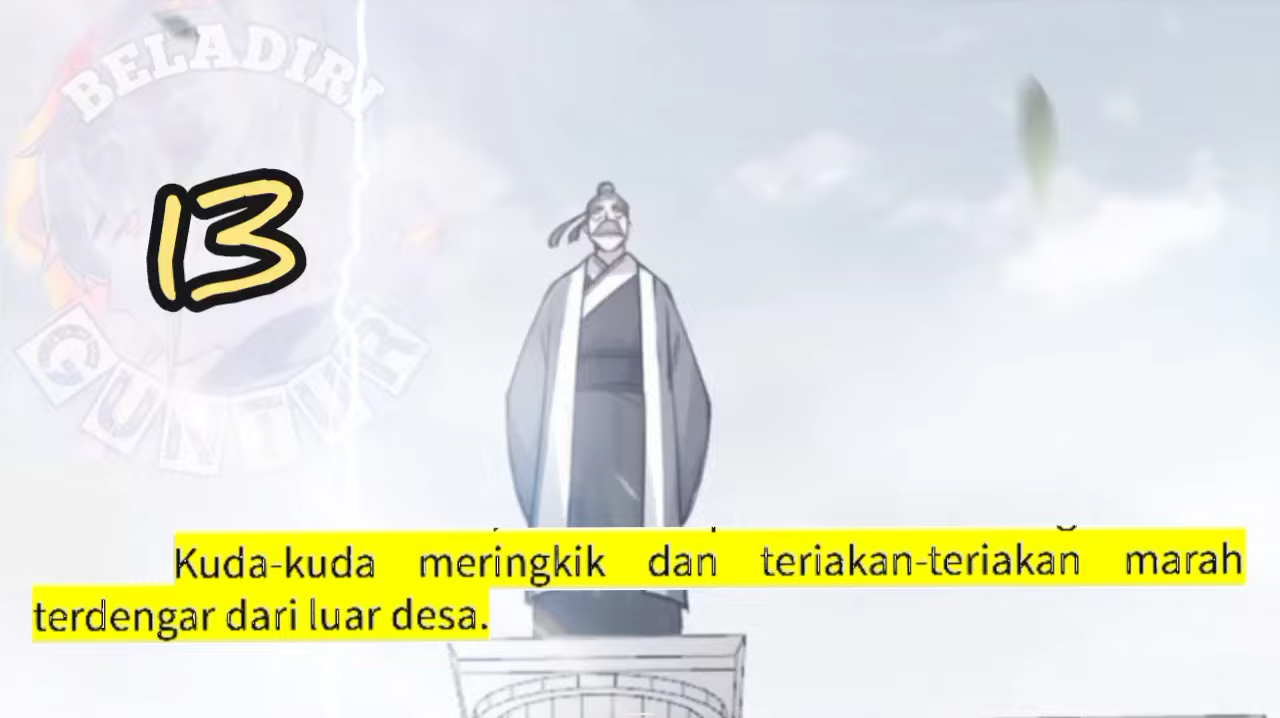 BELADIRI
13
GUNTUR
Kuda-kuda meringkik dan teriakan-teriakan marah
terdengar dari luar desa.